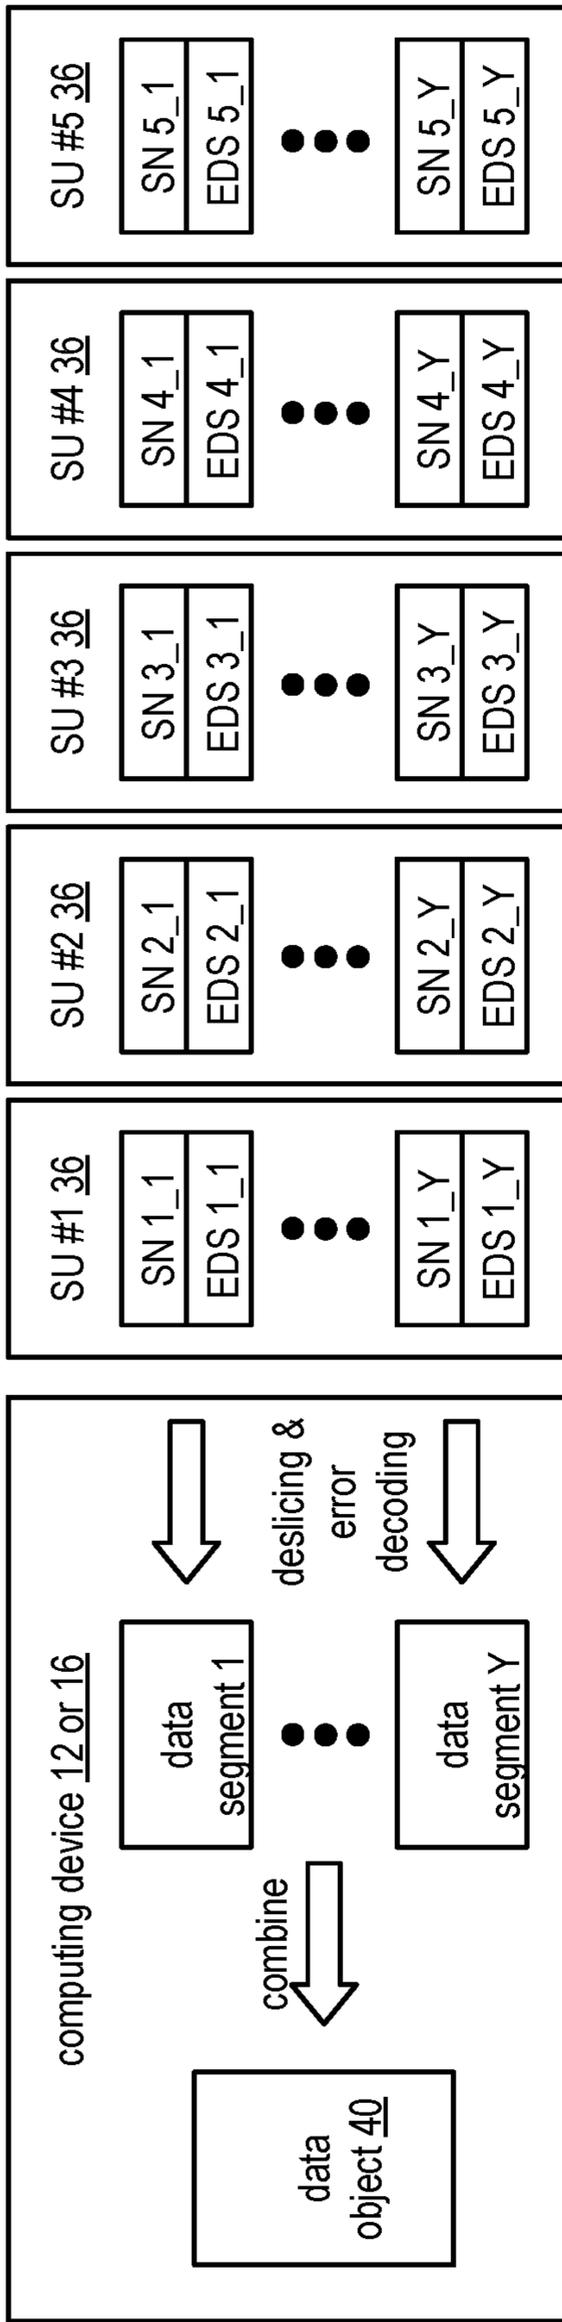 computing device 12 or 16
data
object 40
combine
data
segment 1
data
segment Y
deslicing &
error
decoding
SU #1 36
SN 1_1
EDS 1_1
SN 1_Y
EDS 1_Y
SU #2 36
SN 2_1
EDS 2_1
SN 2_Y
EDS 2_Y
SU #3 36
SN 3_1
EDS 3_1
SN 3_Y
EDS 3_Y
SU #4 36
SN 4_1
EDS 4_1
SN 4_Y
EDS 4_Y
SU #5 36
SN 5_1
EDS 5_1
SN 5_Y
EDS 5_Y